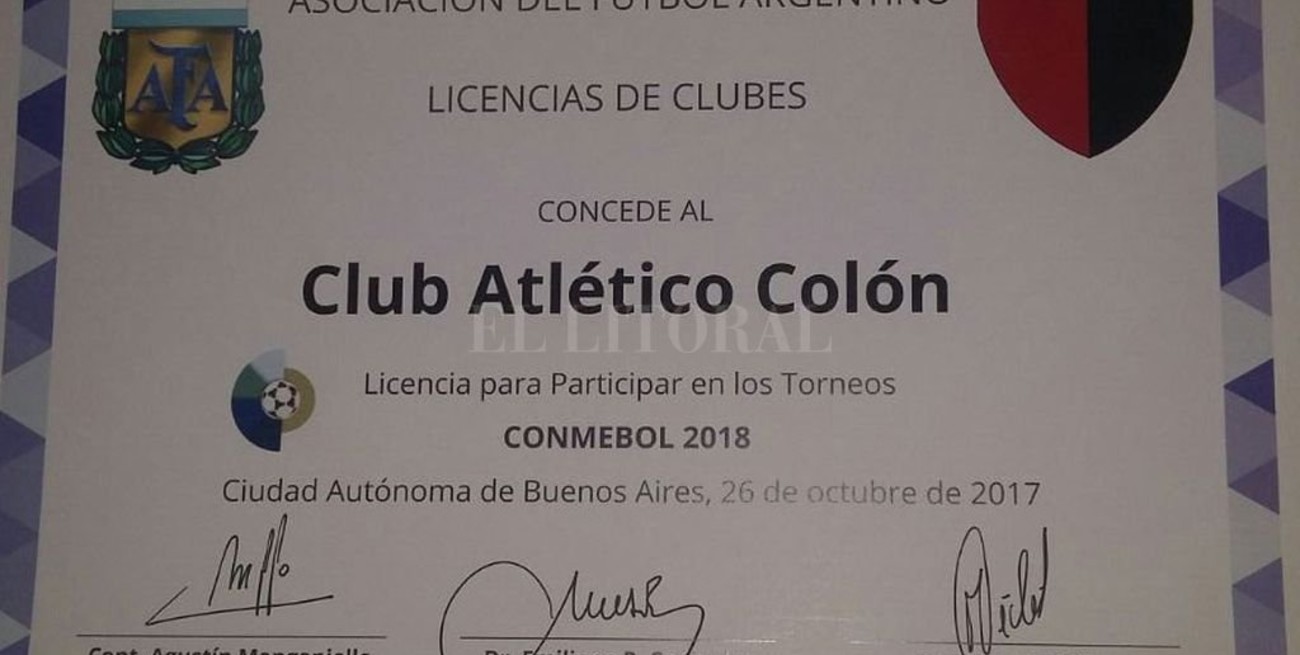 ASOCIACIÓN DEL FÚTBOL ARGENTINO
AFA
LICENCIAS DE CLUBES
CONCEDE AL
Club Atlético Colón
EL LITORAL
Licencia para Participar en los Torneos
CONMEBOL 2018
Ciudad Autónoma de Buenos Aires, 26 de octubre de 2017